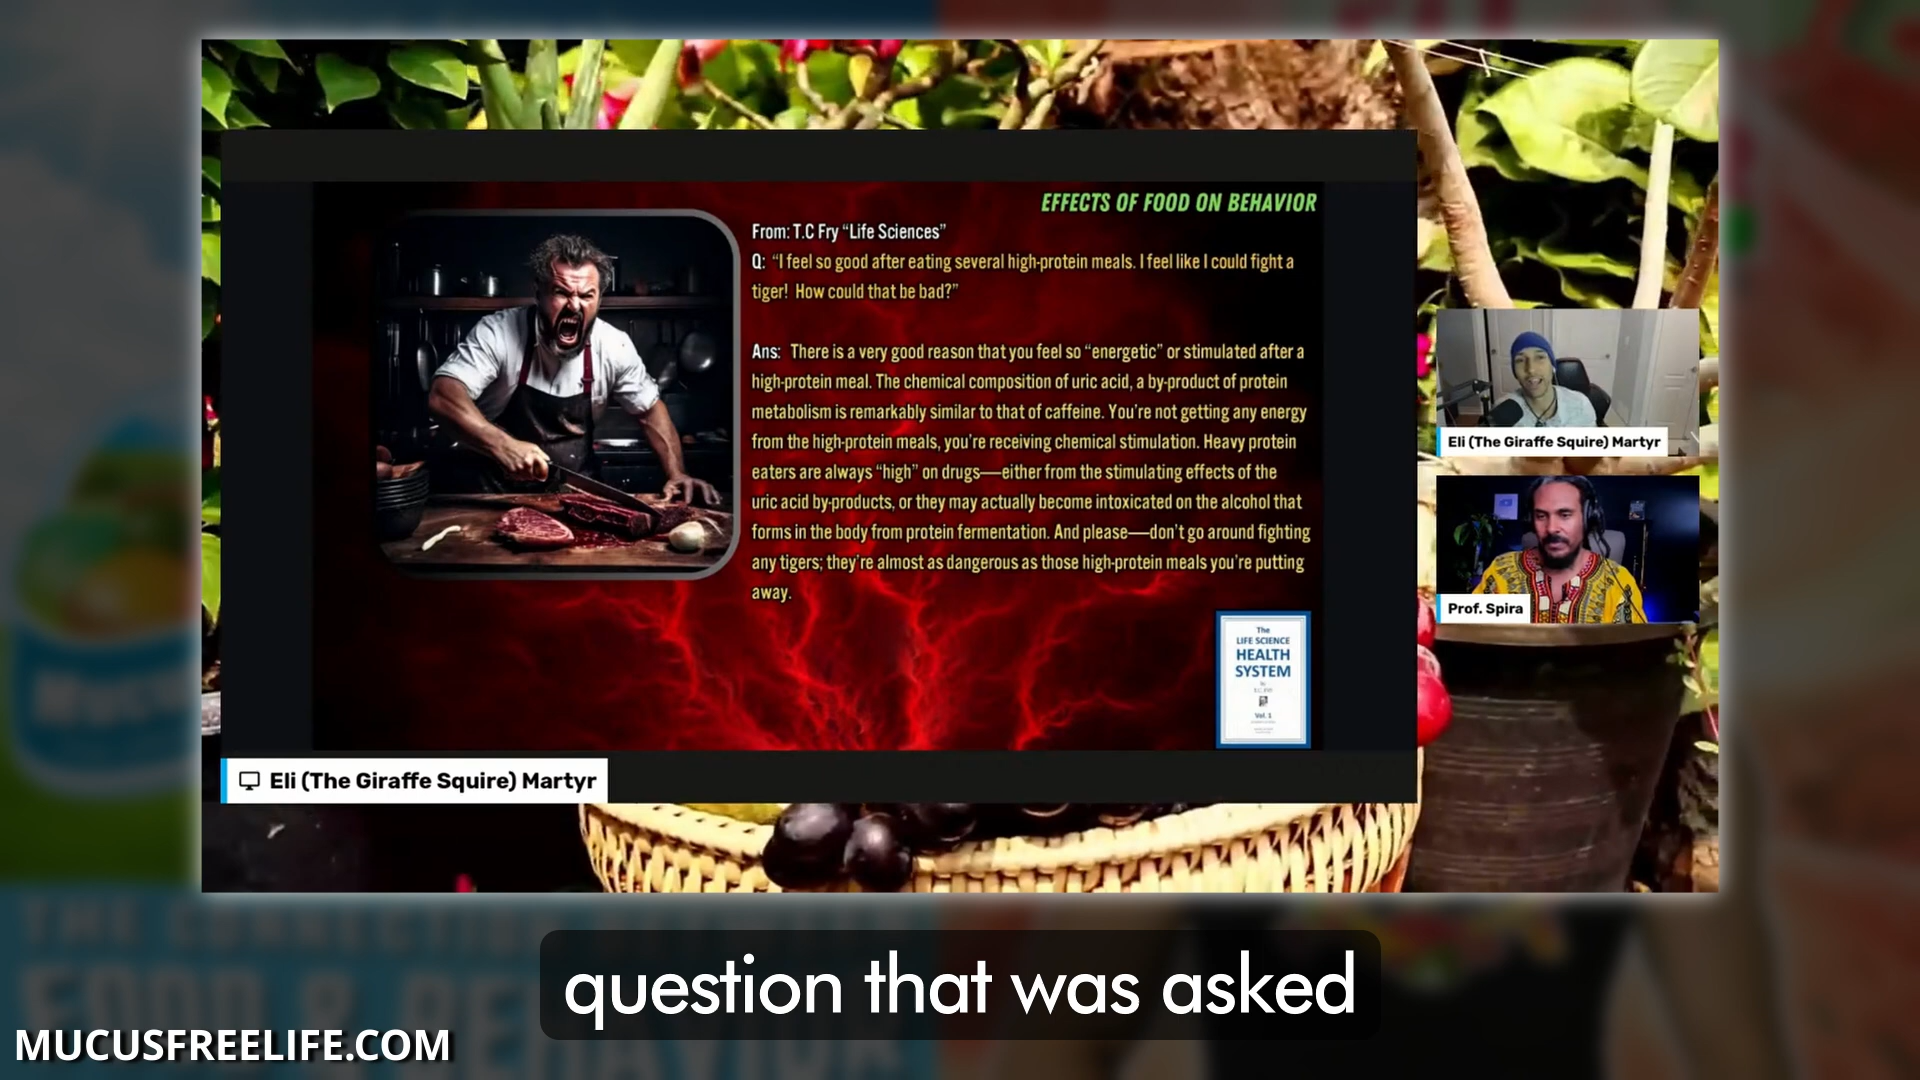 EFFECTS OF FOOD ON BEHAVIOR
From: T.C Fry “Life Sciences”
Q: “I feel so good after eating several high-protein meals. I feel like I could fight a
tiger! How could that be bad?”
Ans: There is a very good reason that you feel so “energetic” or stimulated after a
high-protein meal. The chemical composition of uric acid, a by-product of protein
metabolism is remarkably similar to that of caffeine. You’re not getting any energy
from the high-protein meals, you’re receiving chemical stimulation. Heavy protein
eaters are always “high” on drugs—either from the stimulating effects of the
uric acid by-products, or they may actually become intoxicated on the alcohol that
forms in the body from protein fermentation. And please—don’t go around fighting
any tigers; they’re almost as dangerous as those high-protein meals you’re putting
away.
The
LIFE SCIENCE
HEALTH
SYSTEM
by
Vol. 1
Eli (The Giraffe Squire) Martyr
Prof. Spira
Eli (The Giraffe Squire) Martyr
question that was asked
MUCUSFREELIFE.COM
THE CONNECTION
FOOD & BEHAVIOR